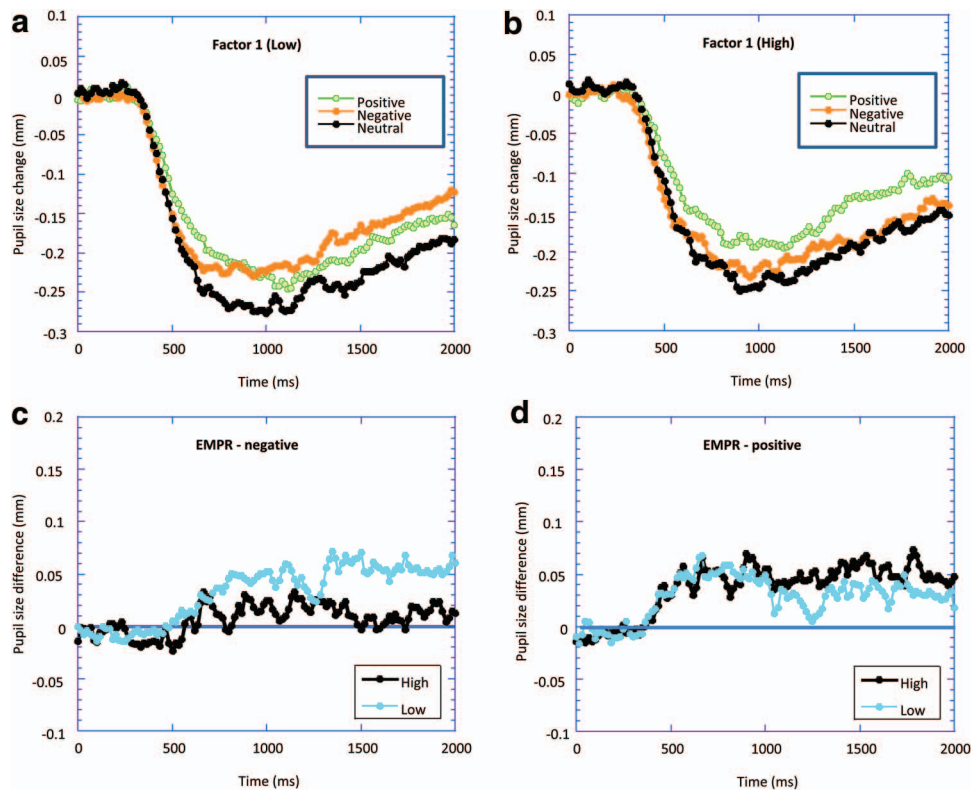 a
Factor 1 (Low)
Positive
Negative
Neutral
Pupil size change (mm)
0.1
0.05
0
-0.05
-0.1
-0.15
-0.2
-0.25
-0.3
0 500 1000 1500 2000
Time (ms)
b
Factor 1 (High)
Positive
Negative
Neutral
Pupil size change (mm)
0.1
0.05
0
-0.05
-0.1
-0.15
-0.2
-0.25
-0.3
0 500 1000 1500 2000
Time (ms)
c
EMPR - negative
Pupil size difference (mm)
0.2
0.15
0.1
0.05
0
-0.05
-0.1
High
Low
0 500 1000 1500 2000
Time (ms)
d
EMPR - positive
Pupil size difference (mm)
0.2
0.15
0.1
0.05
0
-0.05
-0.1
High
Low
0 500 1000 1500 2000
Time (ms)